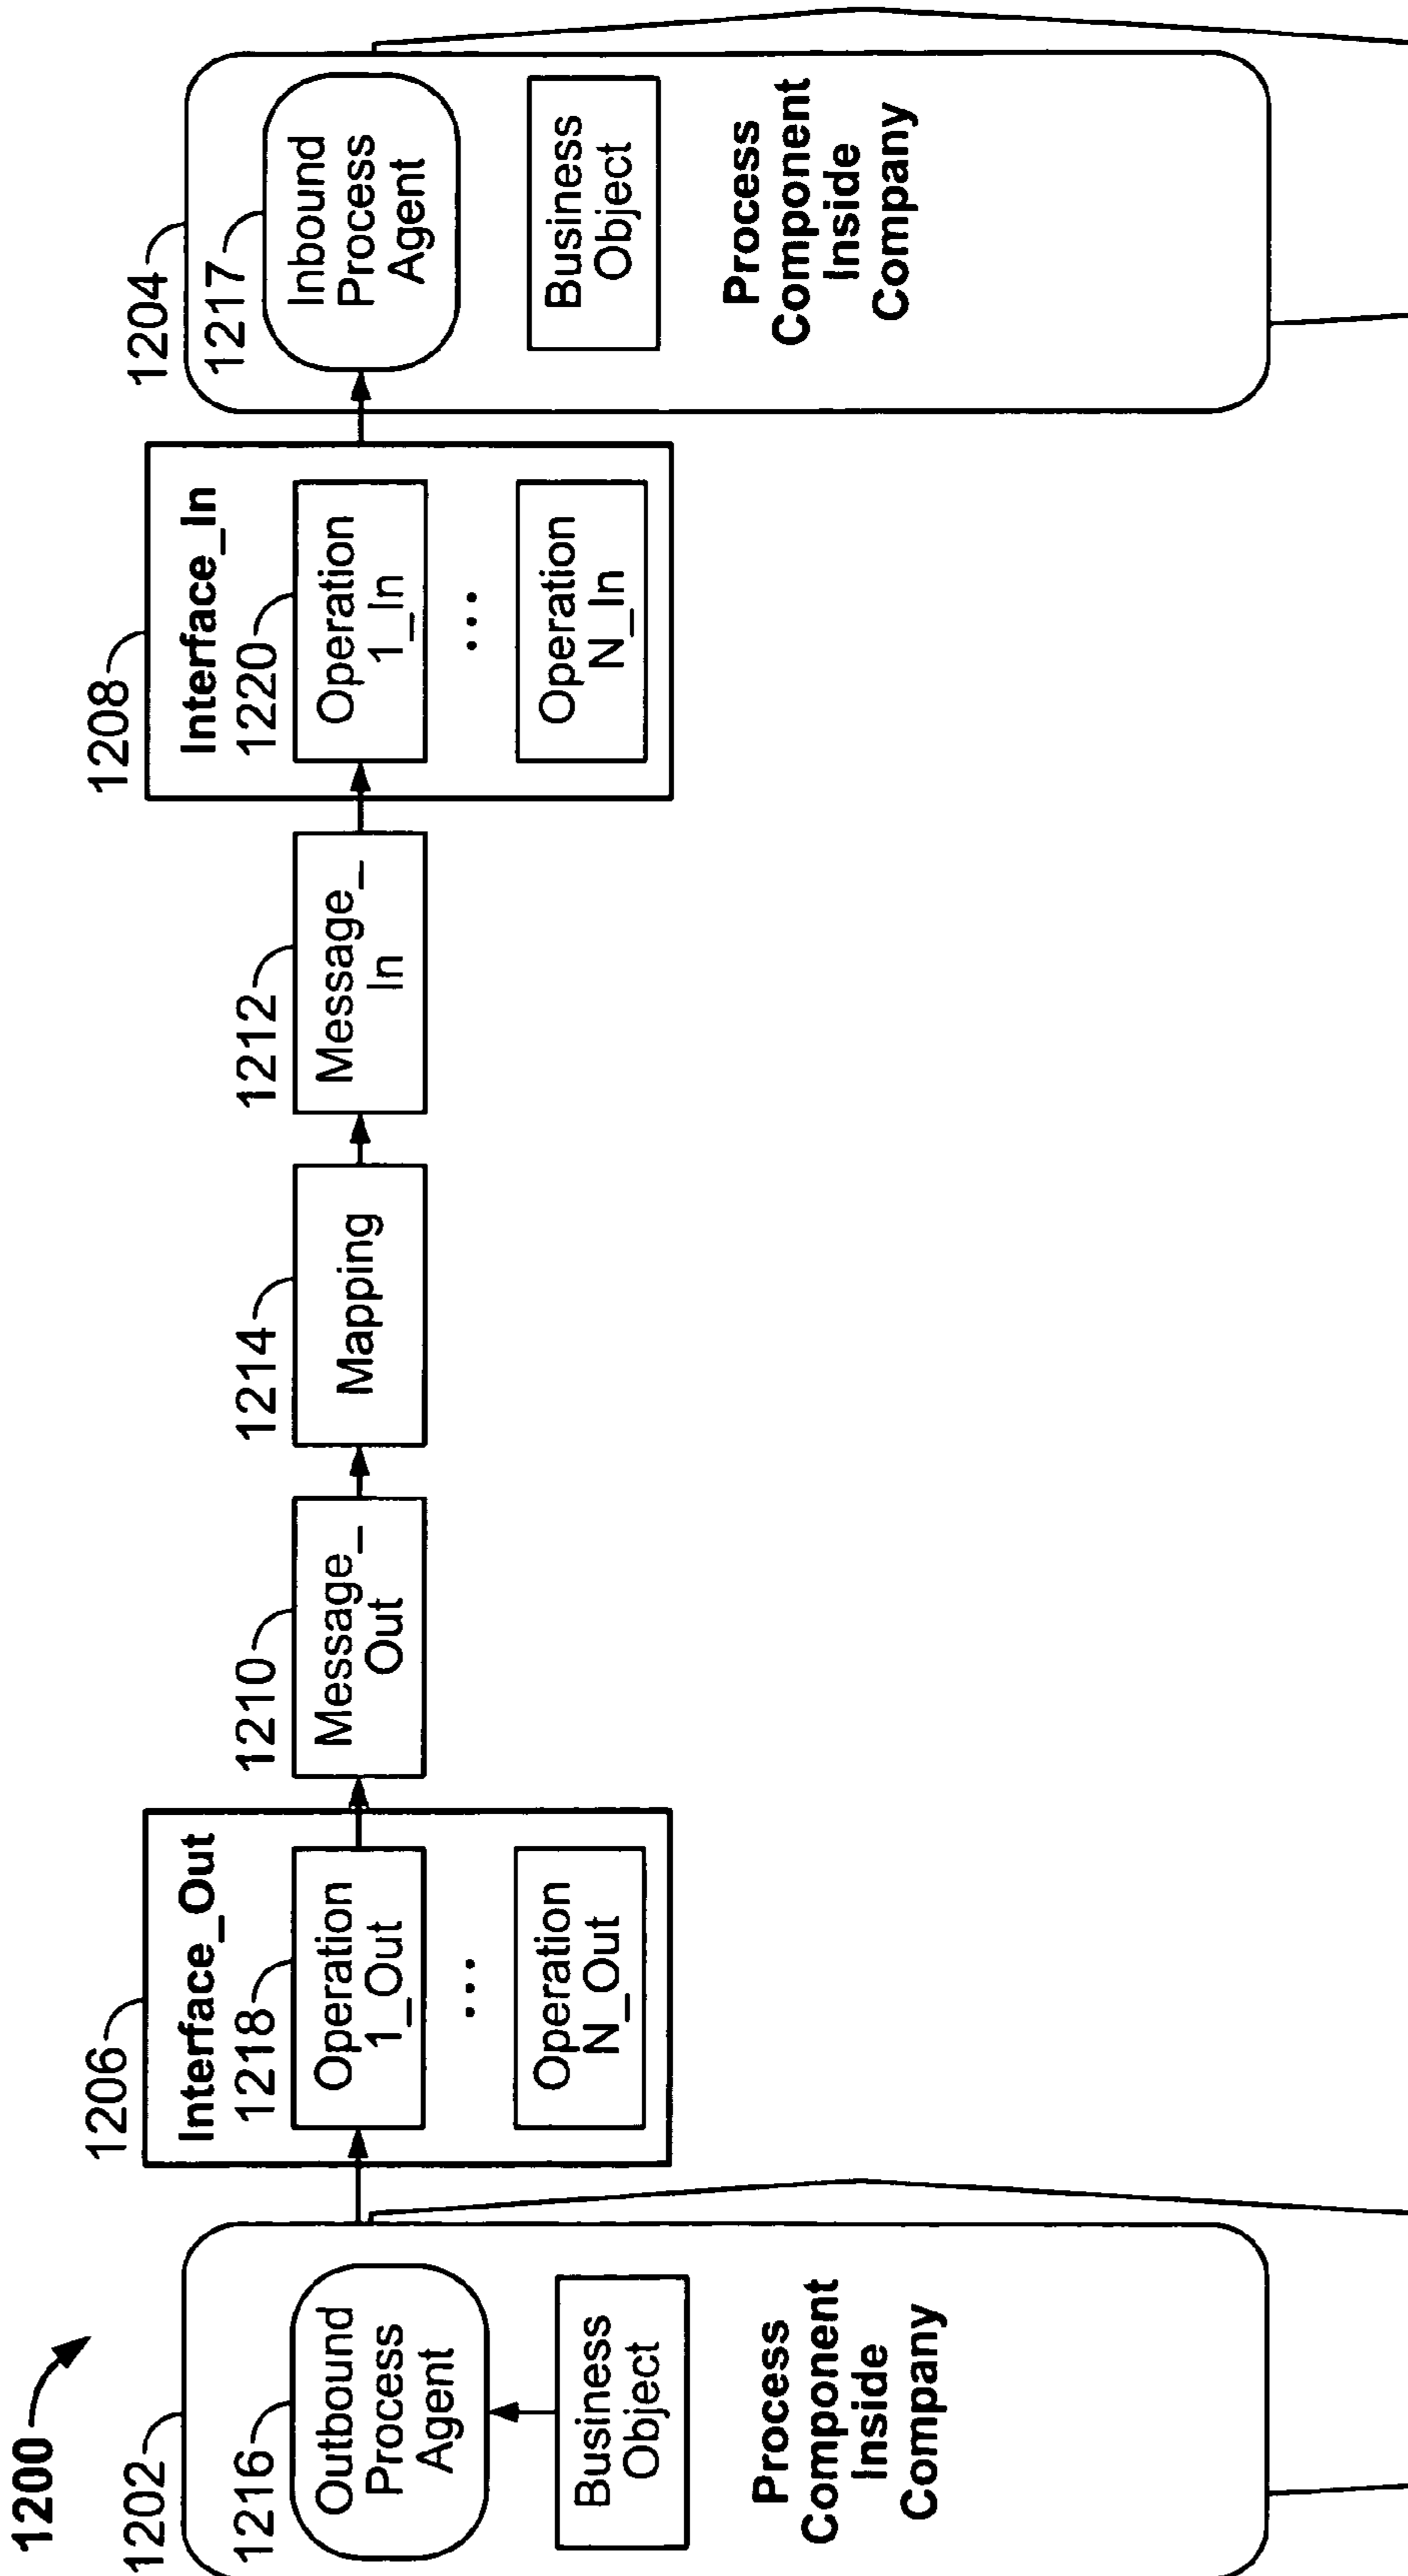 1200
1202
1216
Outbound
Process
Agent
Business
Object
Process
Component
Inside
Company
1206
Interface_Out
1218
Operation
1_Out
...
Operation
N_Out
1210
Message_
Out
1214
Mapping
1212
Message_
In
1208
Interface_In
1220
Operation
1_In
...
Operation
N_In
1204
1217
Inbound
Process
Agent
Business
Object
Process
Component
Inside
Company